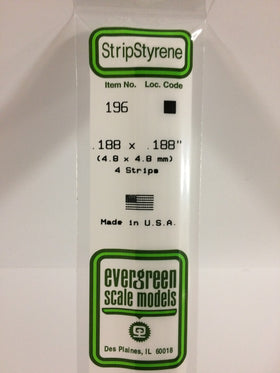 StripStyrene
Item No. Loc. Code
196
.188 x .188"
(4.8 x 4.8 mm)
4 Strips
Made in U.S.A.
evergreen
scale models
Des Plaines, IL 60018